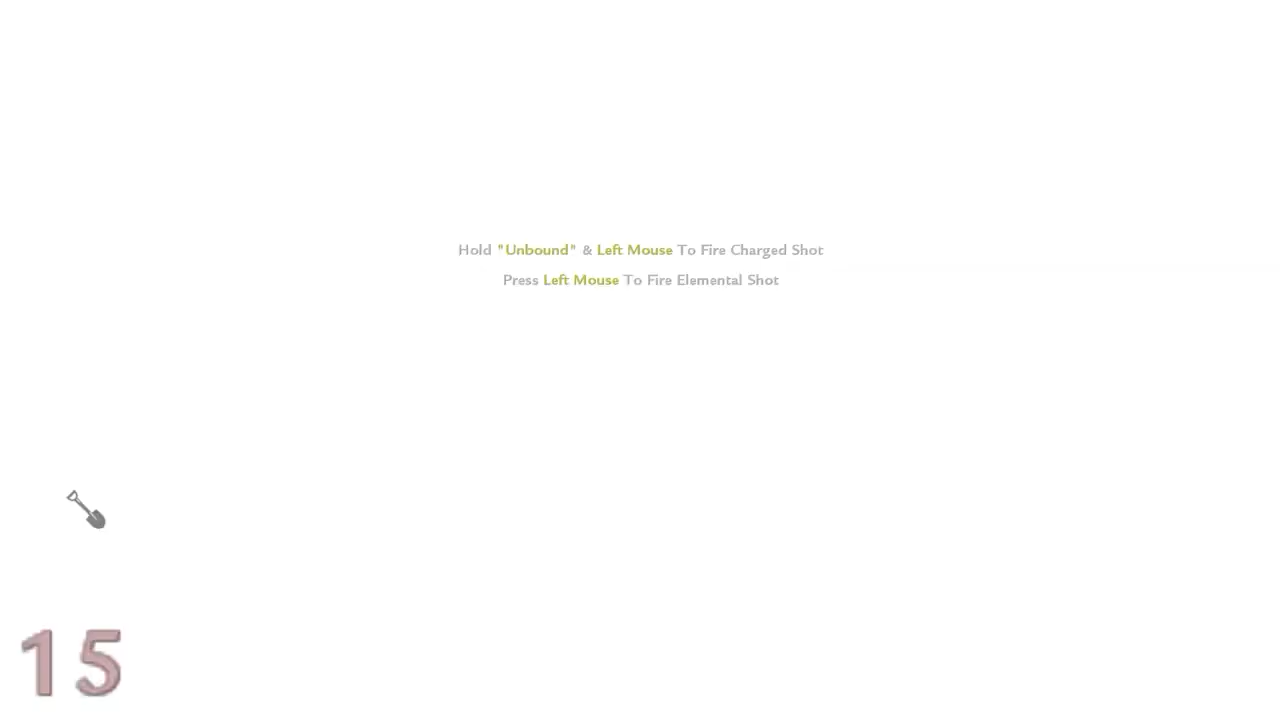 Hold "Unbound" & Left Mouse To Fire Charged Shot
Press Left Mouse To Fire Elemental Shot
15